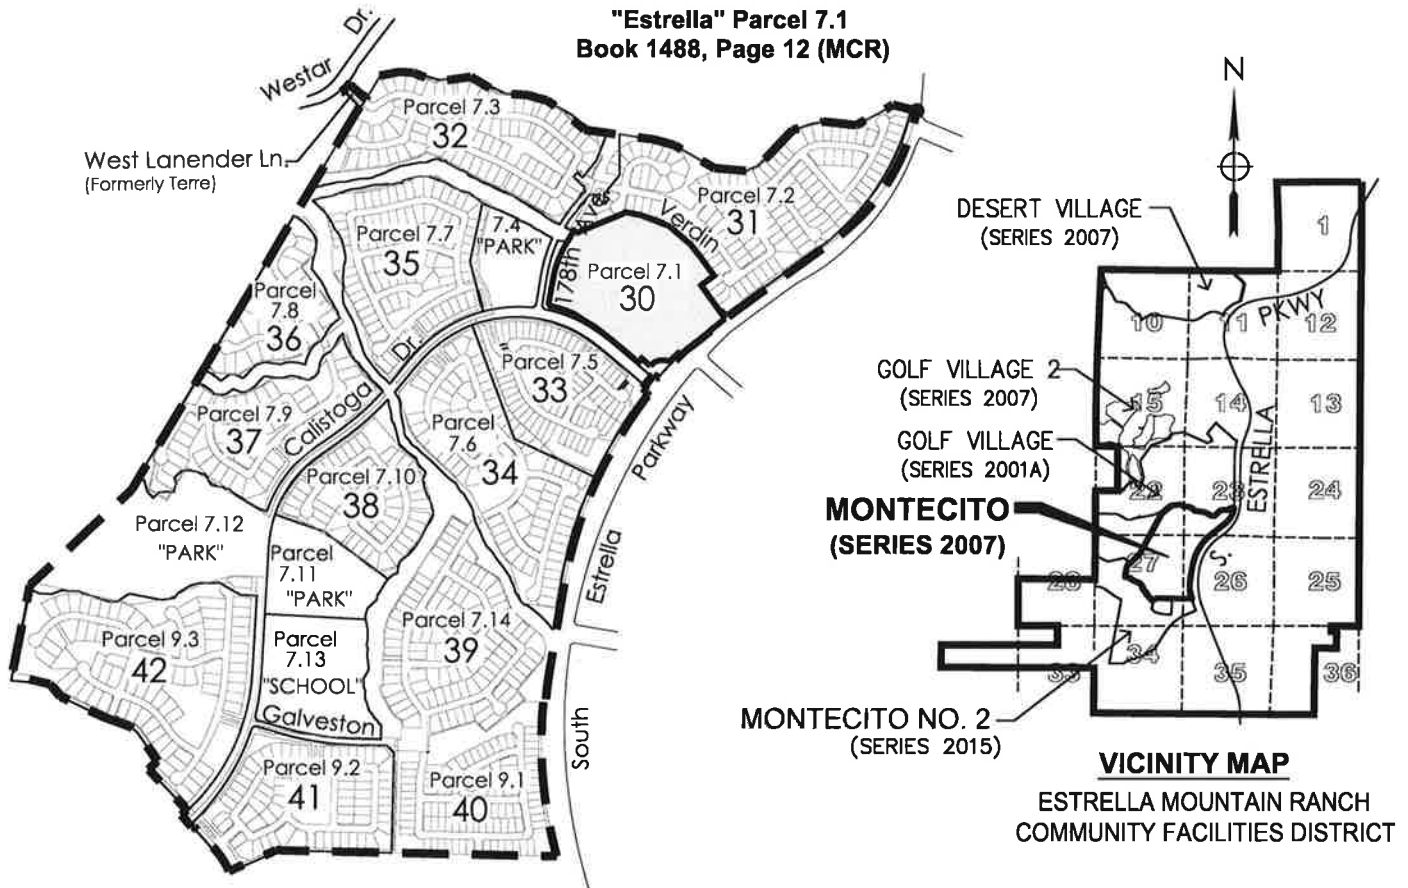 "Estrella" Parcel 7.1
Book 1488, Page 12 (MCR)
Westar Dr.
West Lanender Ln.
(Formerly Terre)
Parcel 7.3
32
Parcel 7.2
31
Verdin
178th Ave
Parcel 7.1
30
7.4
"PARK"
Parcel 7.7
35
Parcel
7.8
36
Parcel 7.5
33
Calistoga Dr.
Parcel 7.9
37
Parcel
7.6
34
Parcel 7.10
38
Parcel 7.12
"PARK"
Parcel
7.11
"PARK"
Parcel 7.14
39
Parcel 9.3
42
Parcel
7.13
"SCHOOL"
Galveston
Parcel 9.2
41
Parcel 9.1
40
South Estrella Parkway
N
DESERT VILLAGE
(SERIES 2007)
GOLF VILLAGE 2
(SERIES 2007)
GOLF VILLAGE
(SERIES 2001A)
MONTECITO
(SERIES 2007)
MONTECITO NO. 2
(SERIES 2015)
1
10 11 12
15 14 13
22 23 24
28 27 26 25
33 34 35 36
S. ESTRELLA PKWY
VICINITY MAP
ESTRELLA MOUNTAIN RANCH
COMMUNITY FACILITIES DISTRICT